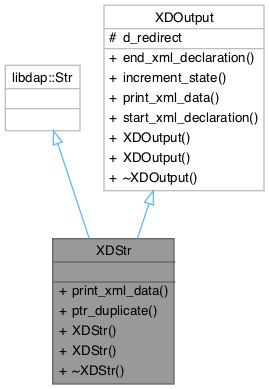 XDOutput
# d_redirect
+ end_xml_declaration()
+ increment_state()
+ print_xml_data()
+ start_xml_declaration()
+ XDOutput()
+ XDOutput()
+ ~XDOutput()
libdap::Str
XDStr
+ print_xml_data()
+ ptr_duplicate()
+ XDStr()
+ XDStr()
+ ~XDStr()